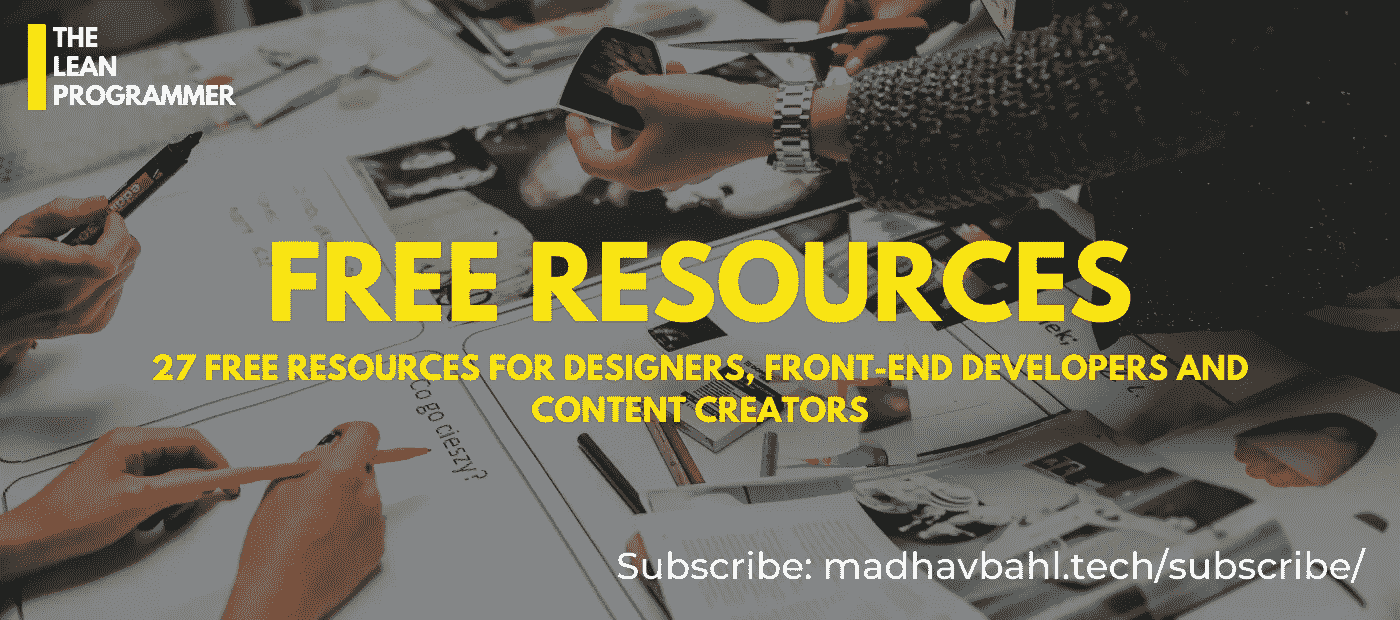 THE
LEAN
PROGRAMMER
FREE RESOURCES
27 FREE RESOURCES FOR DESIGNERS, FRONT-END DEVELOPERS AND
CONTENT CREATORS
Co go cieszy?
Subscribe: madhavbahl.tech/subscribe/